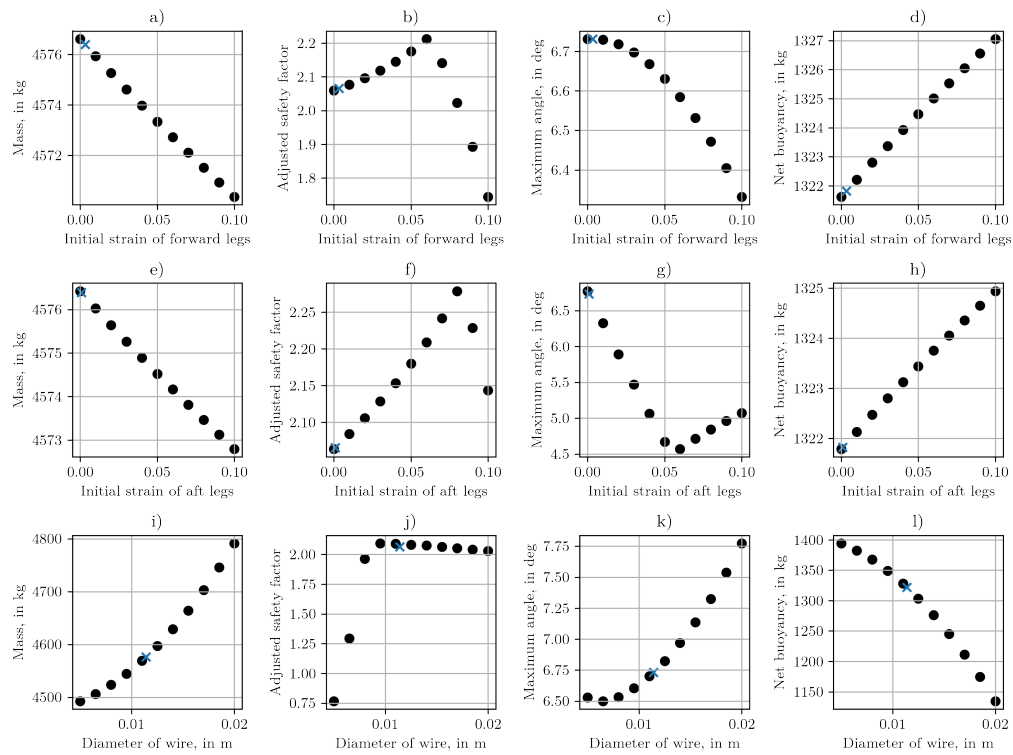 a) b) c) d)
Mass, in kg
4576
4574
4572
0.00 0.05 0.10
Initial strain of forward legs
Adjusted safety factor
2.2
2.1
2.0
1.9
1.8
0.00 0.05 0.10
Initial strain of forward legs
Maximum angle, in deg
6.7
6.6
6.5
6.4
0.00 0.05 0.10
Initial strain of forward legs
Net buoyancy, in kg
1327
1326
1325
1324
1323
1322
0.00 0.05 0.10
Initial strain of forward legs
e) f) g) h)
Mass, in kg
4576
4575
4574
4573
0.00 0.05 0.10
Initial strain of aft legs
Adjusted safety factor
2.25
2.20
2.15
2.10
0.00 0.05 0.10
Initial strain of aft legs
Maximum angle, in deg
6.5
6.0
5.5
5.0
4.5
0.00 0.05 0.10
Initial strain of aft legs
Net buoyancy, in kg
1325
1324
1323
1322
0.00 0.05 0.10
Initial strain of aft legs
i) j) k) l)
Mass, in kg
4800
4700
4600
4500
0.01 0.02
Diameter of wire, in m
Adjusted safety factor
2.00
1.75
1.50
1.25
1.00
0.75
0.01 0.02
Diameter of wire, in m
Maximum angle, in deg
7.75
7.50
7.25
7.00
6.75
6.50
0.01 0.02
Diameter of wire, in m
Net buoyancy, in kg
1400
1350
1300
1250
1200
1150
0.01 0.02
Diameter of wire, in m